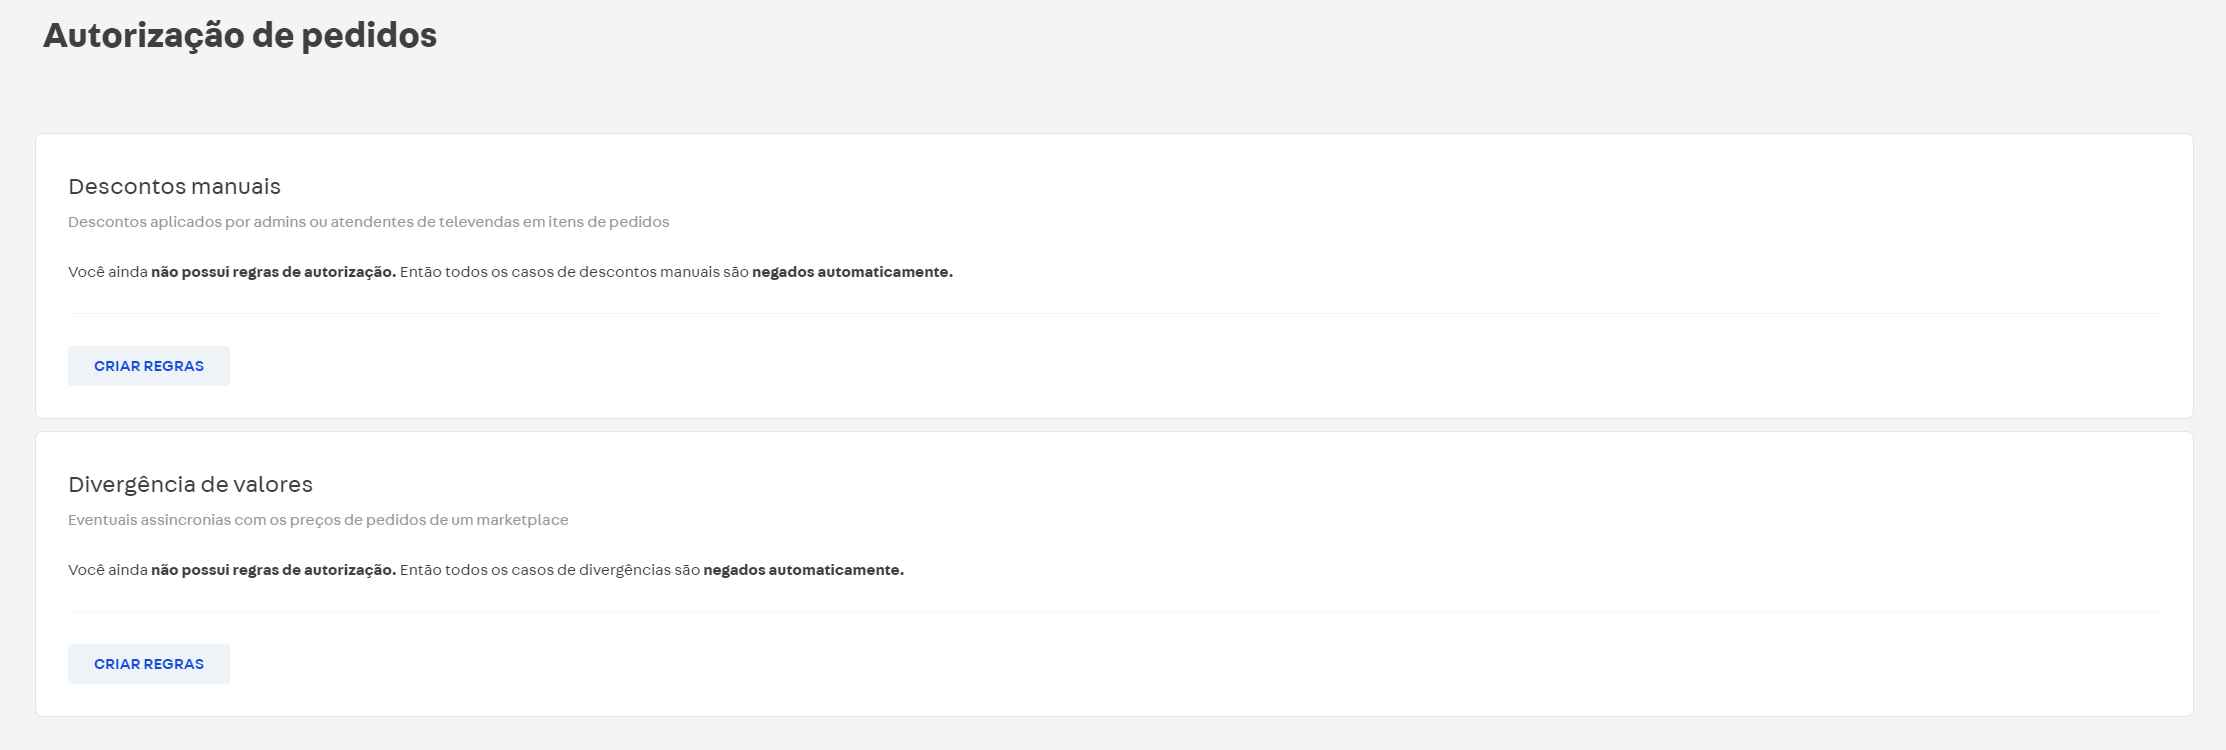 Autorização de pedidos
Descontos manuais
Descontos aplicados por admins ou atendentes de televendas em itens de pedidos
Você ainda não possui regras de autorização. Então todos os casos de descontos manuais são negados automaticamente.
CRIAR REGRAS
Divergência de valores
Eventuais assincronias com os preços de pedidos de um marketplace
Você ainda não possui regras de autorização. Então todos os casos de divergências são negados automaticamente.
CRIAR REGRAS